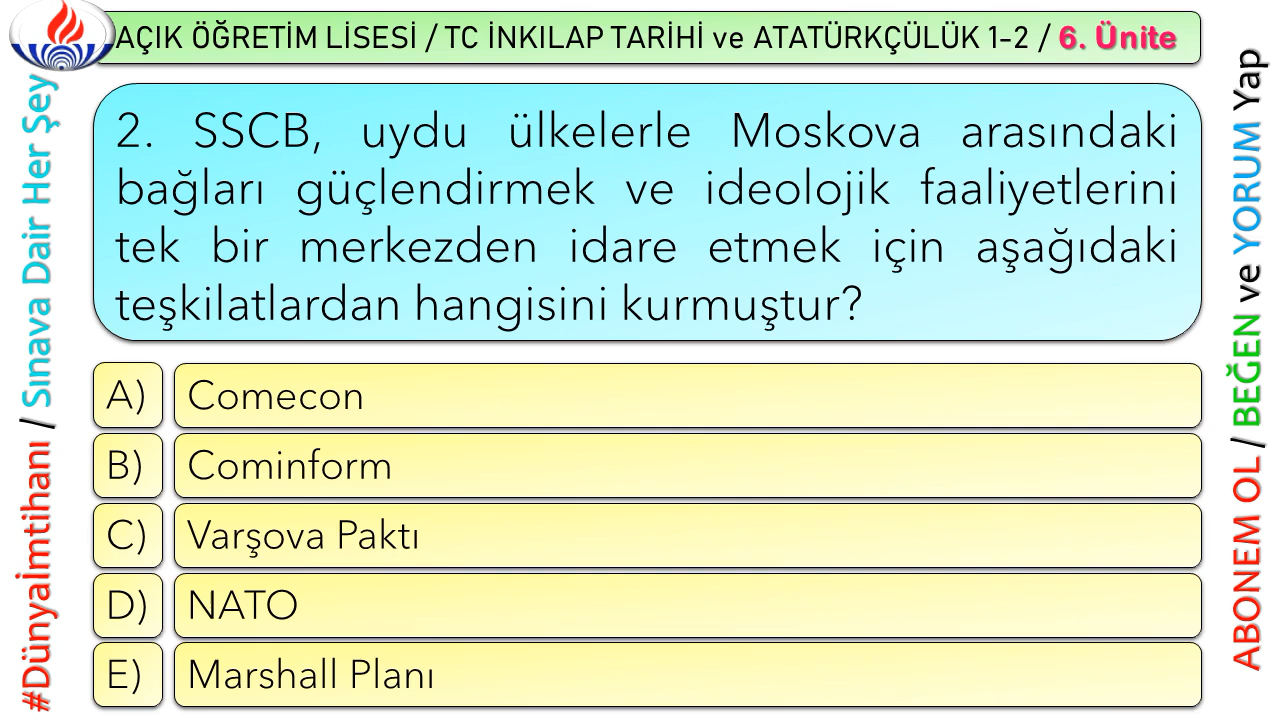 AÇIK ÖĞRETİM LİSESİ / TC İNKILAP TARİHİ ve ATATÜRKÇÜLÜK 1-2 / 6. Ünite
2. SSCB, uydu ülkelerle Moskova arasındaki
bağları güçlendirmek ve ideolojik faaliyetlerini
tek bir merkezden idare etmek için aşağıdaki
teşkilatlardan hangisini kurmuştur?
A) Comecon
B) Cominform
C) Varşova Paktı
D) NATO
E) Marshall Planı
#Dünyaimtihanı / Sınava Dair Her Şey
ABONEM OL / BEĞEN ve YORUM Yap